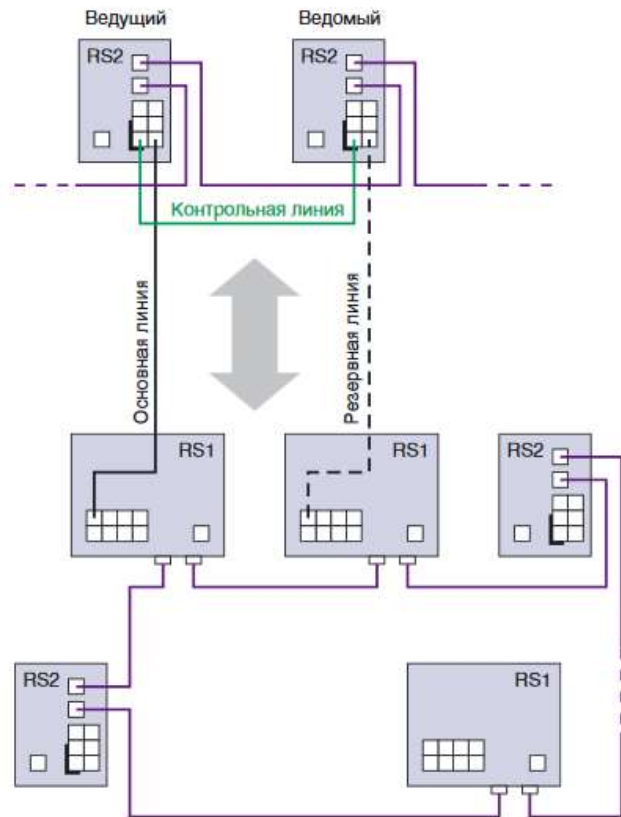 Ведущий
Ведомый
RS2
RS2
Контрольная линия
Основная линия
Резервная линия
RS1
RS1
RS2
RS2
RS1